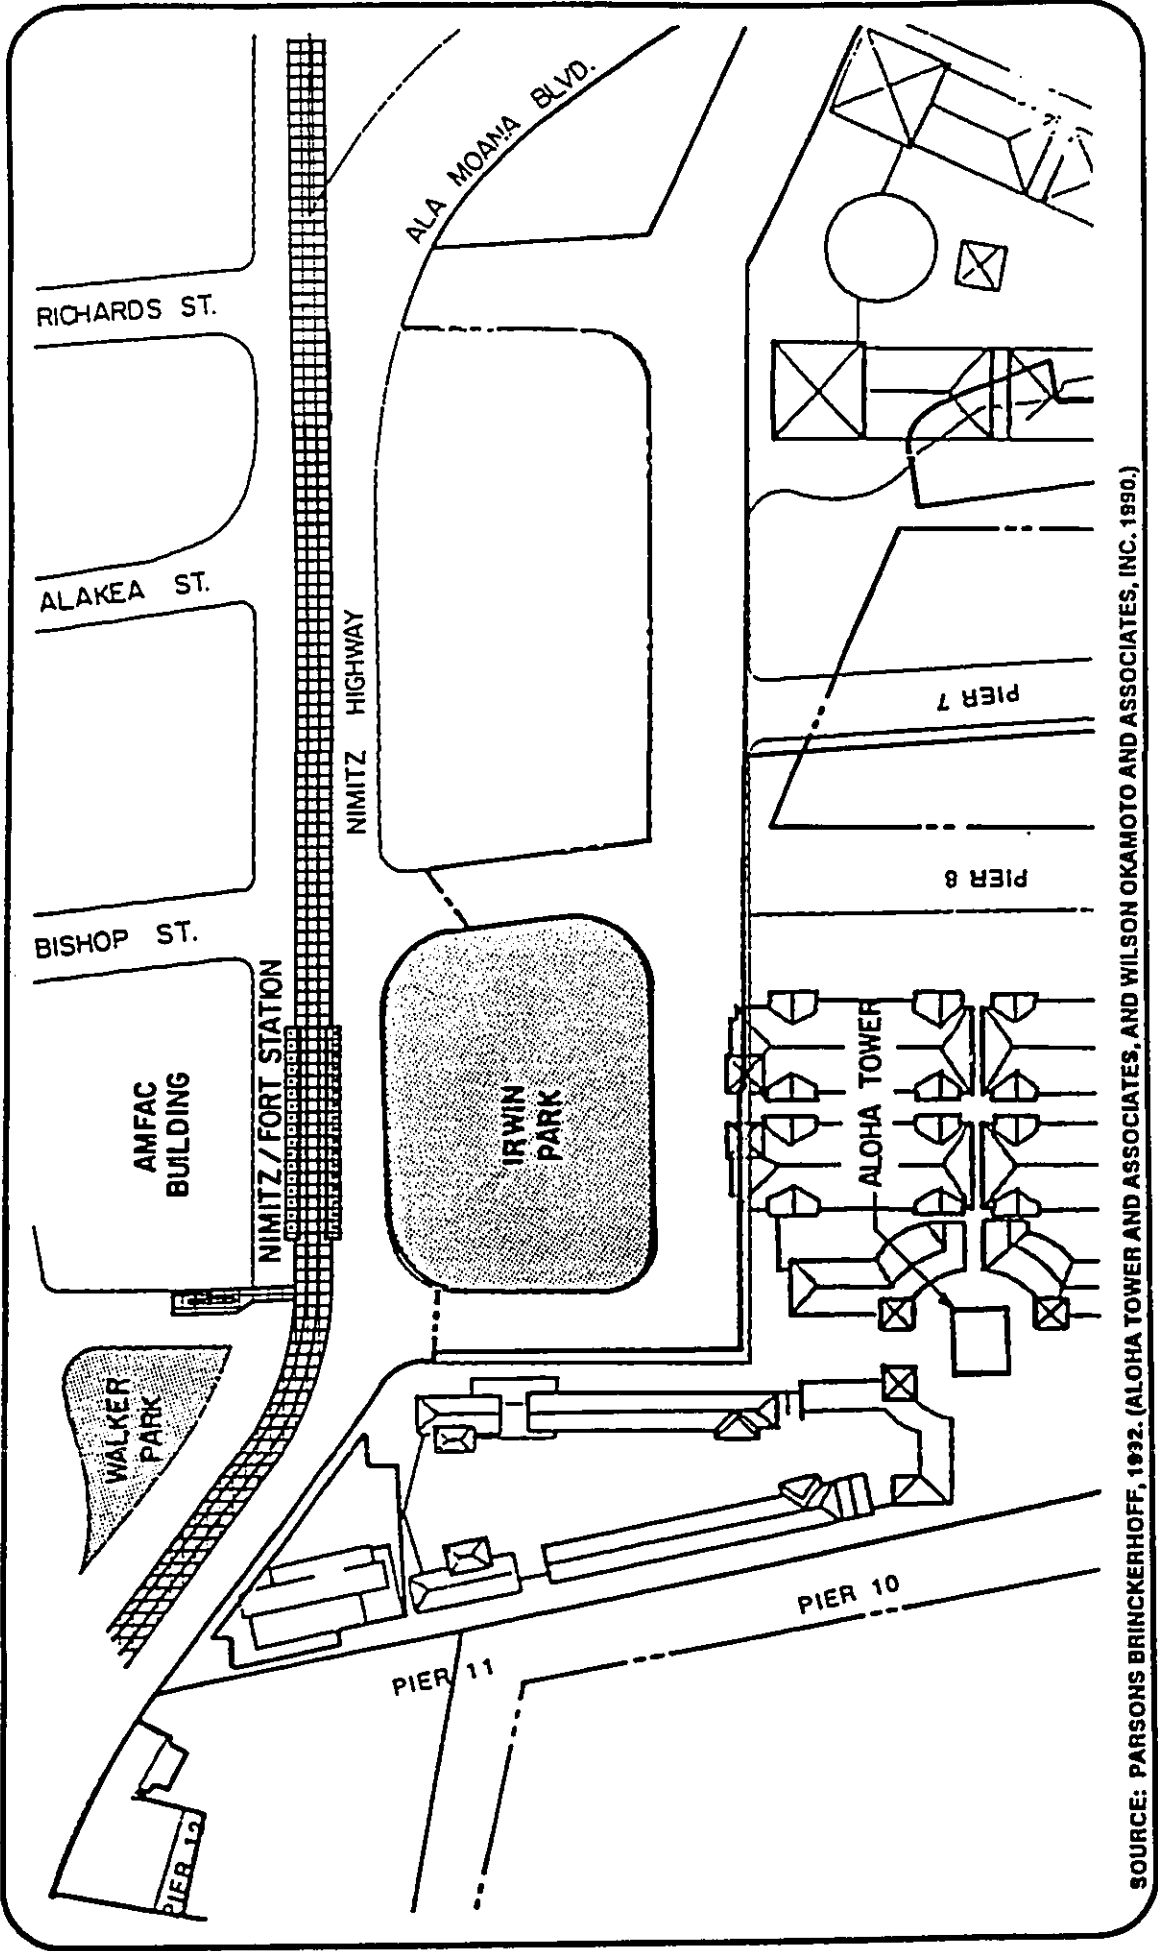 RICHARDS ST.
ALAKEA ST.
BISHOP ST.
ALA MOANA BLVD.
NIMITZ HIGHWAY
AMFAC
BUILDING
NIMITZ/FORT STATION
IRWIN
PARK
WALKER
PARK
ALOHA TOWER
PIER 7
PIER 8
PIER 10
PIER 11
PIER 12
SOURCE: PARSONS BRINCKERHOFF, 1992. (ALOHA TOWER AND ASSOCIATES, AND WILSON OKAMOTO AND ASSOCIATES, INC. 1990.)